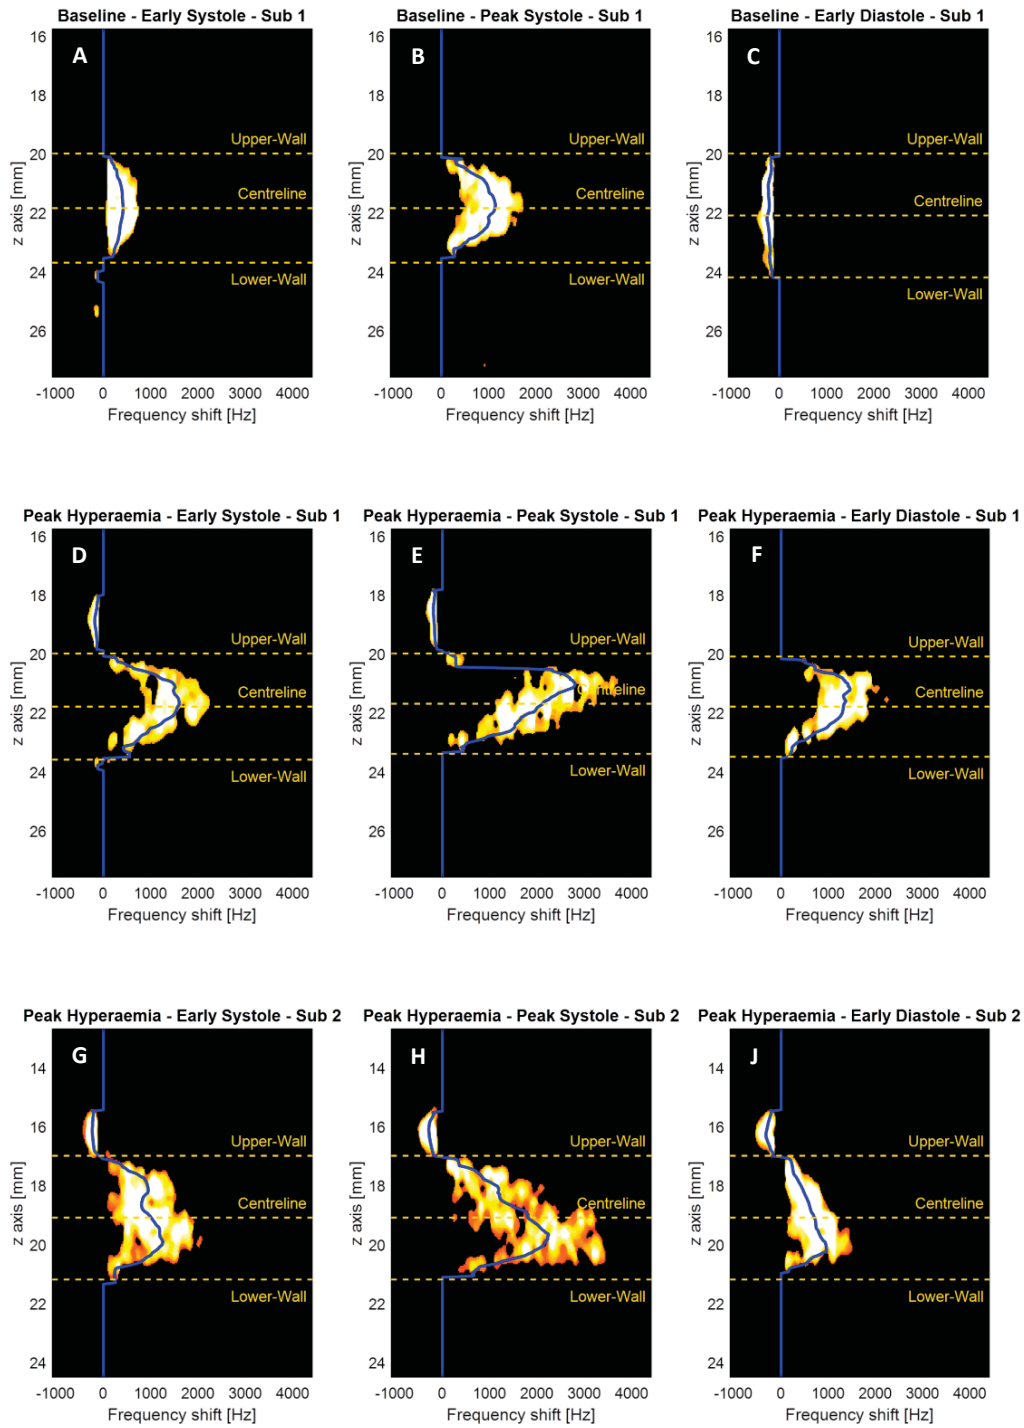 Baseline - Early Systole - Sub 1
A
16
18
20
22
24
26
z axis [mm]
Upper-Wall
Centreline
Lower-Wall
-1000 0 1000 2000 3000 4000
Frequency shift [Hz]
Baseline - Peak Systole - Sub 1
B
16
18
20
22
24
26
z axis [mm]
Upper-Wall
Centreline
Lower-Wall
-1000 0 1000 2000 3000 4000
Frequency shift [Hz]
Baseline - Early Diastole - Sub 1
C
16
18
20
22
24
26
z axis [mm]
Upper-Wall
Centreline
Lower-Wall
-1000 0 1000 2000 3000 4000
Frequency shift [Hz]
Peak Hyperaemia - Early Systole - Sub 1
D
16
18
20
22
24
26
z axis [mm]
Upper-Wall
Centreline
Lower-Wall
-1000 0 1000 2000 3000 4000
Frequency shift [Hz]
Peak Hyperaemia - Peak Systole - Sub 1
E
16
18
20
22
24
26
z axis [mm]
Upper-Wall
Centreline
Lower-Wall
-1000 0 1000 2000 3000 4000
Frequency shift [Hz]
Peak Hyperaemia - Early Diastole - Sub 1
F
16
18
20
22
24
26
z axis [mm]
Upper-Wall
Centreline
Lower-Wall
-1000 0 1000 2000 3000 4000
Frequency shift [Hz]
Peak Hyperaemia - Early Systole - Sub 2
G
14
16
18
20
22
24
z axis [mm]
Upper-Wall
Centreline
Lower-Wall
-1000 0 1000 2000 3000 4000
Frequency shift [Hz]
Peak Hyperaemia - Peak Systole - Sub 2
H
14
16
18
20
22
24
z axis [mm]
Upper-Wall
Centreline
Lower-Wall
-1000 0 1000 2000 3000 4000
Frequency shift [Hz]
Peak Hyperaemia - Early Diastole - Sub 2
J
14
16
18
20
22
24
z axis [mm]
Upper-Wall
Centreline
Lower-Wall
-1000 0 1000 2000 3000 4000
Frequency shift [Hz]